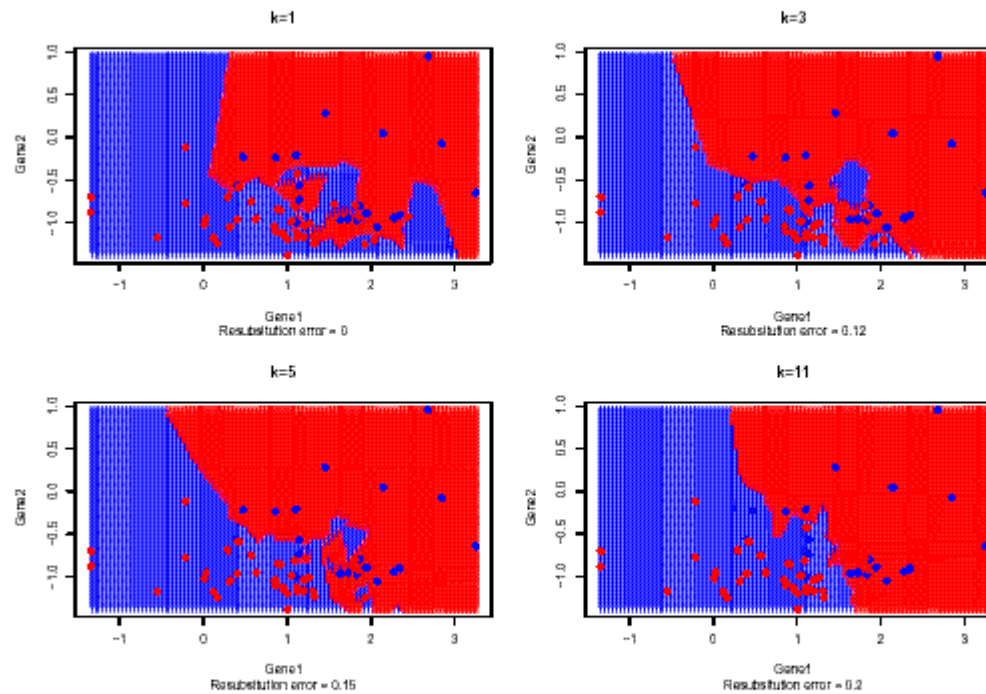 k=1
k=3
1.0
0.5
0.0
-0.5
-1.0
Gene2
-1 0 1 2 3
Gene1
Resubsitution error = 0
1.0
0.5
0.0
-0.5
-1.0
Gene2
-1 0 1 2 3
Gene1
Resubsitution error = 0.12
k=5
k=11
1.0
0.5
0.0
-0.5
-1.0
Gene2
-1 0 1 2 3
Gene1
Resubsitution error = 0.15
1.0
0.5
0.0
-0.5
-1.0
Gene2
-1 0 1 2 3
Gene1
Resubsitution error = 0.2